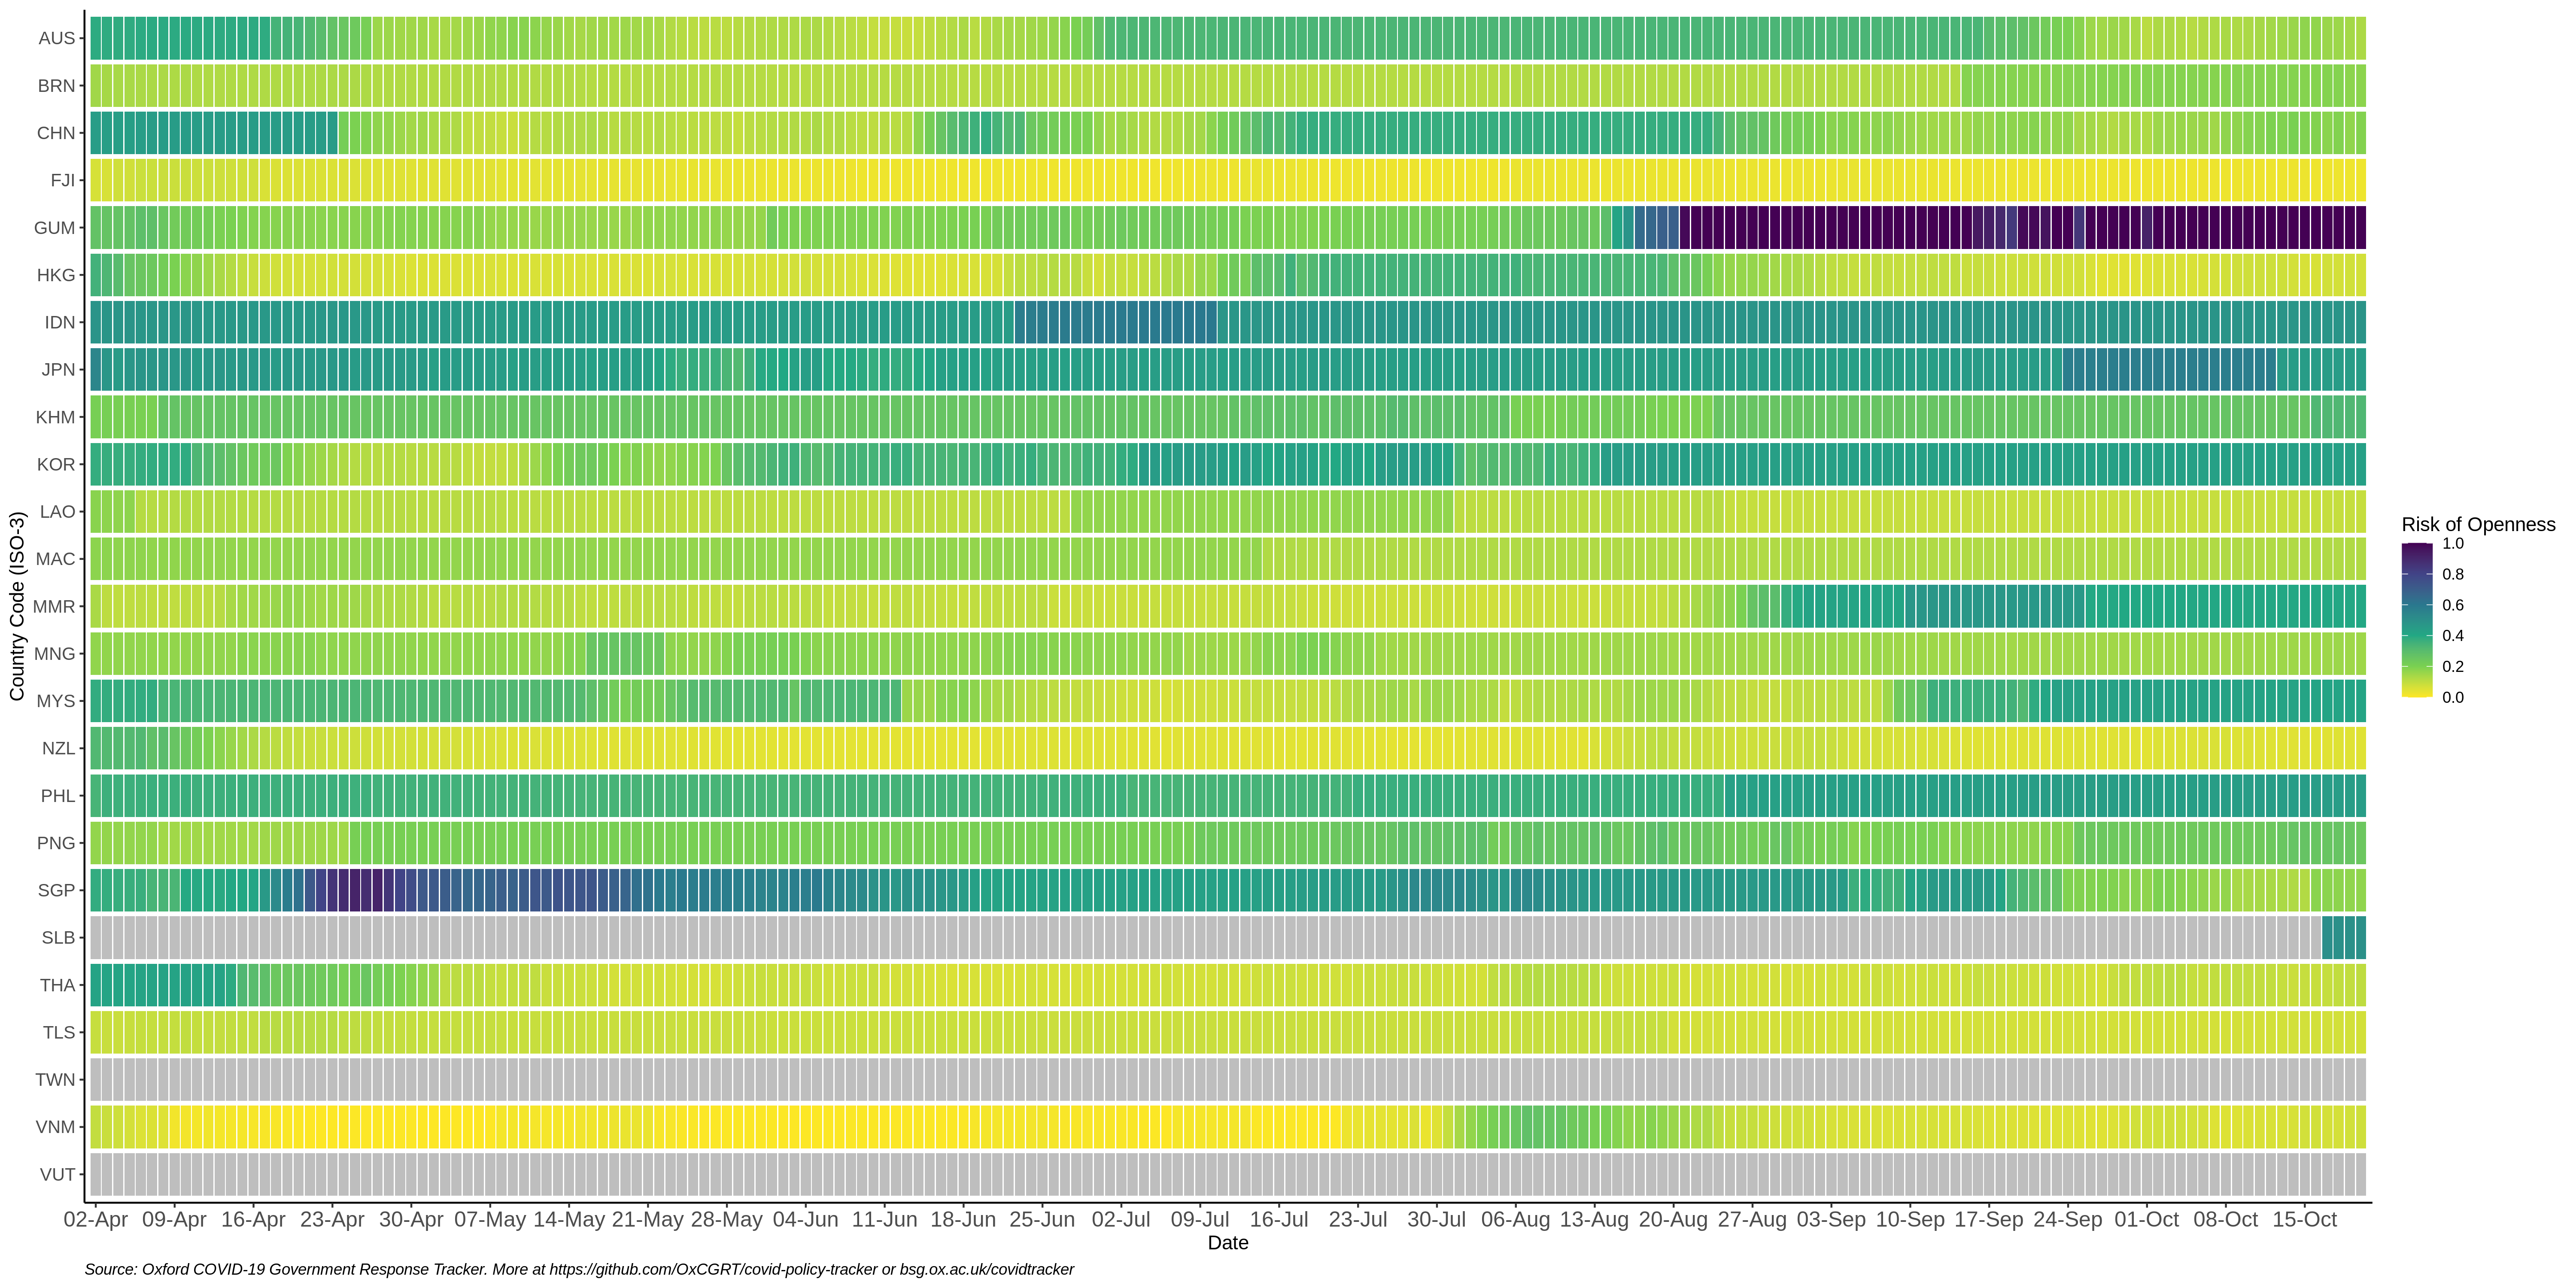 AUS
BRN
CHN
FJI
GUM
HKG
IDN
JPN
KHM
KOR
LAO
MAC
MMR
MNG
MYS
NZL
PHL
PNG
SGP
SLB
THA
TLS
TWN
VNM
VUT
Country Code (ISO-3)
02-Apr 09-Apr 16-Apr 23-Apr 30-Apr 07-May 14-May 21-May 28-May 04-Jun 11-Jun 18-Jun 25-Jun 02-Jul 09-Jul 16-Jul 23-Jul 30-Jul 06-Aug 13-Aug 20-Aug 27-Aug 03-Sep 10-Sep 17-Sep 24-Sep 01-Oct 08-Oct 15-Oct
Date
Risk of Openness
1.0
0.8
0.6
0.4
0.2
0.0
Source: Oxford COVID-19 Government Response Tracker. More at https://github.com/OxCGRT/covid-policy-tracker or bsg.ox.ac.uk/covidtracker